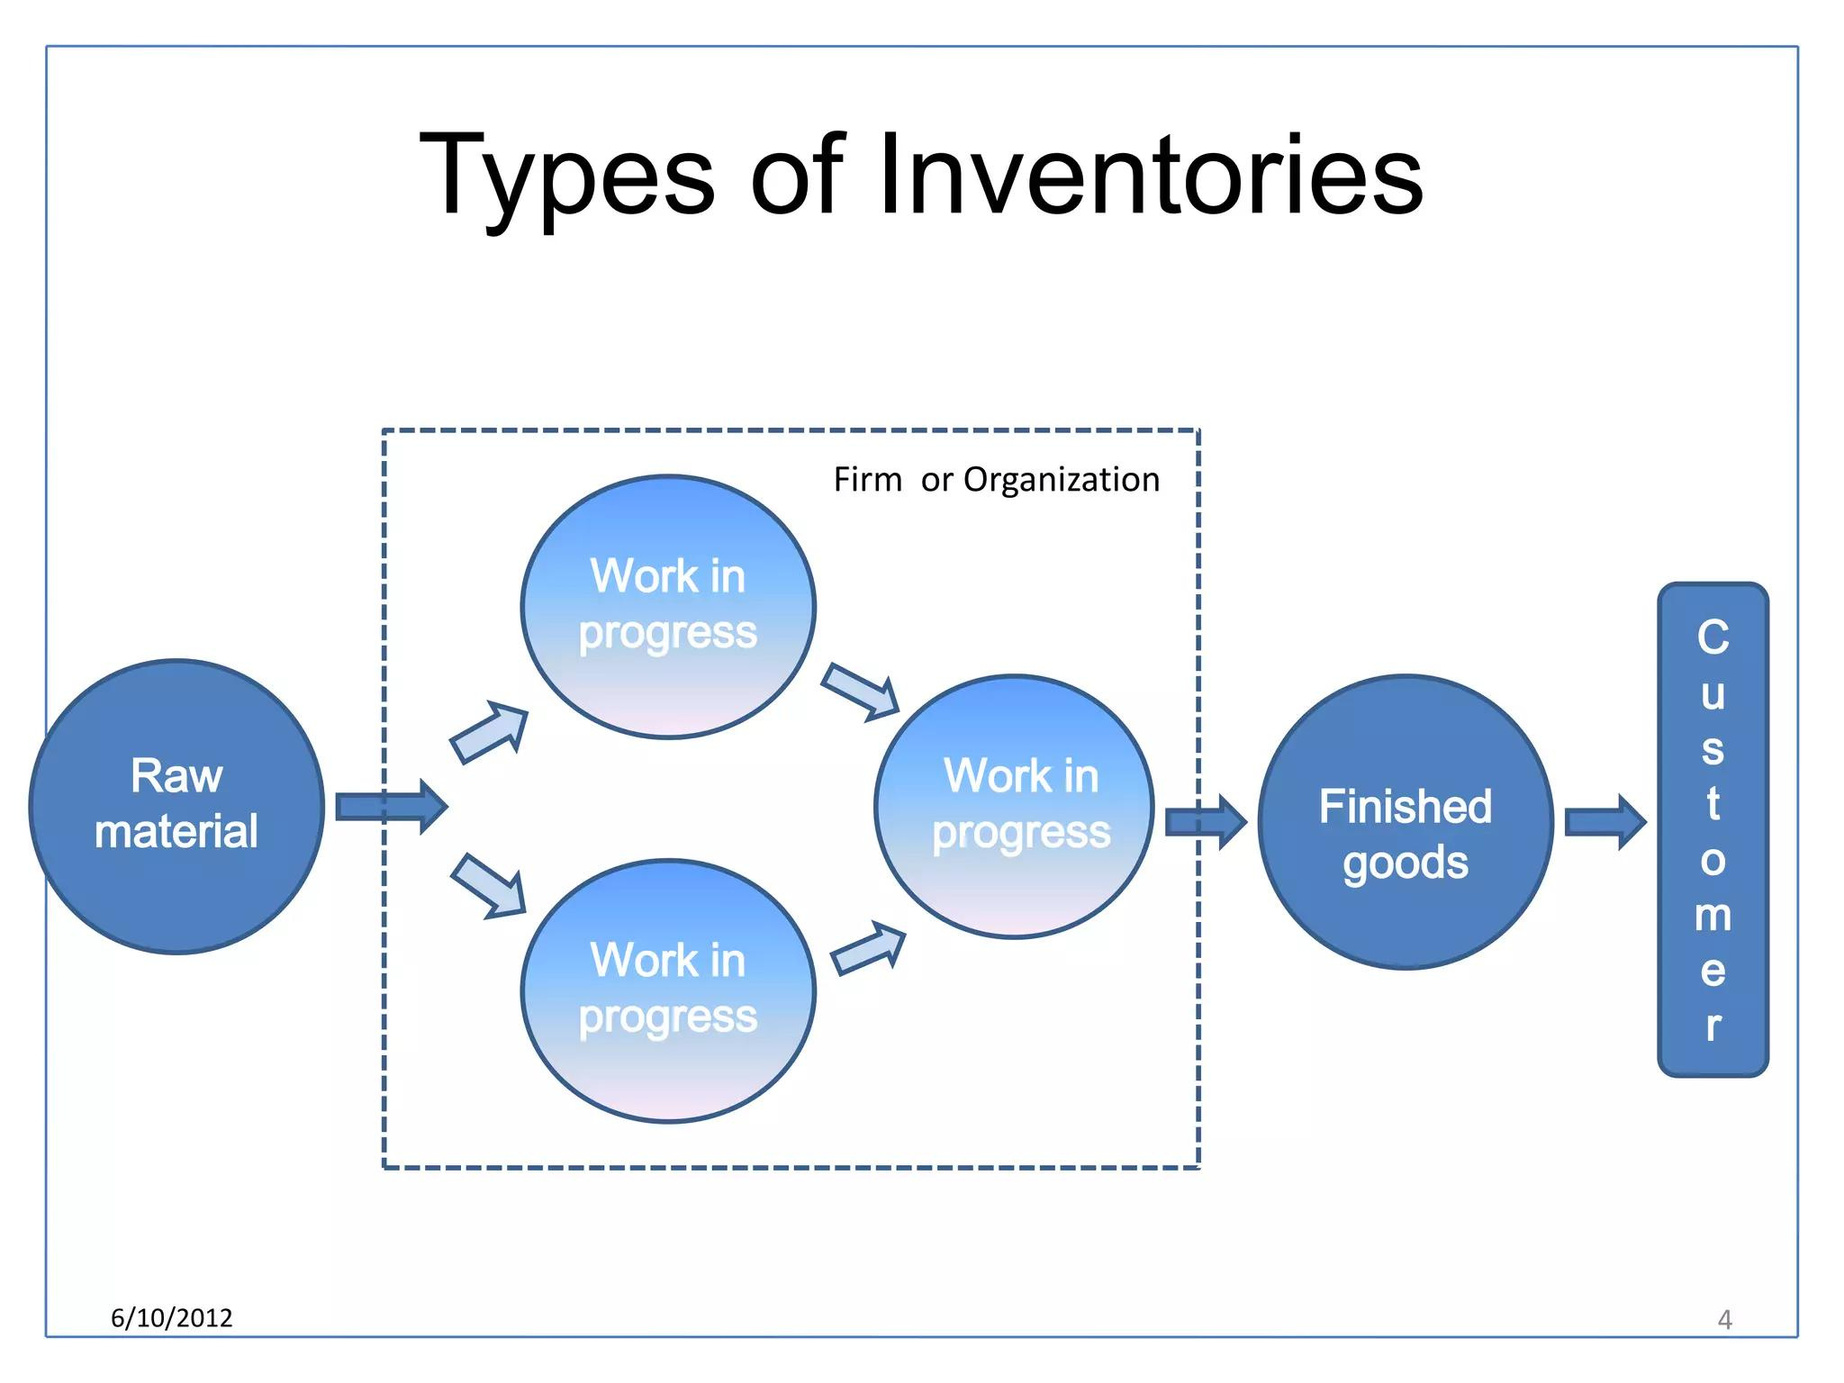 Types of Inventories
Firm or Organization
Work in
progress
Raw
material
Work in
progress
Work in
progress
Finished
goods
C
u
s
t
o
m
e
r
6/10/2012
4